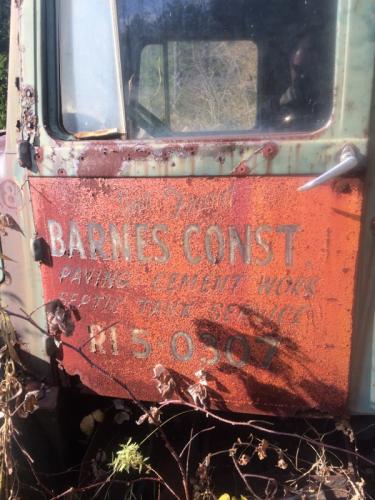 BARNES CONST.
PAVING CEMENT WORK
SEPTIC TANK SERVICE
RI 5-0307